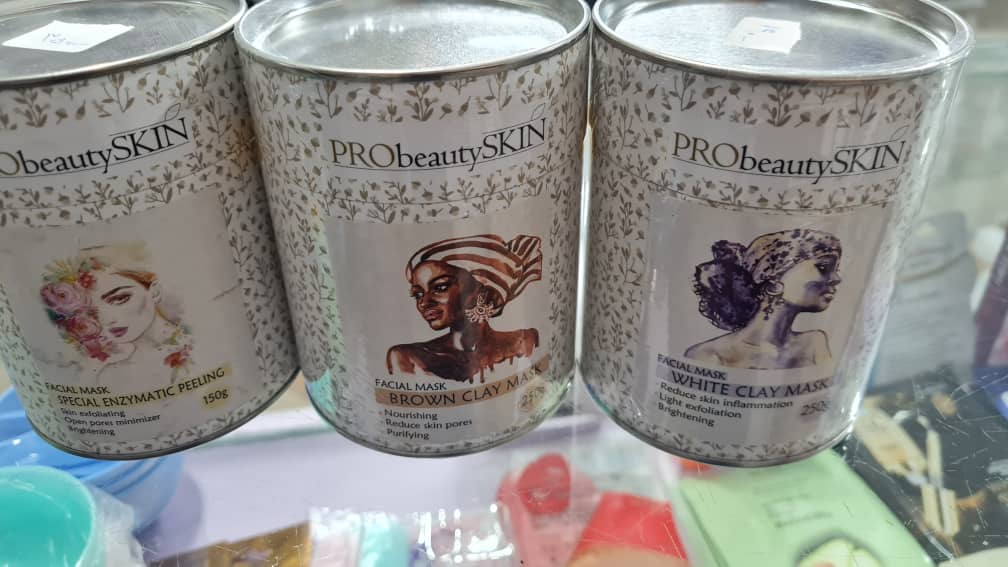 ObeautySKIN
FACIAL MASK
SPECIAL ENZYMATIC PEELING
150g
Skin exfoliating
Open pores minimizer
Brightening
PRObeautySKIN
FACIAL MASK
BROWN CLAY MASK
250g
- Nourishing
- Reduce skin pores
- Purifying
PRObeautySKIN
FACIAL MASK
WHITE CLAY MASK
Reduce skin inflammation
250g
Light exfoliation
Brightening